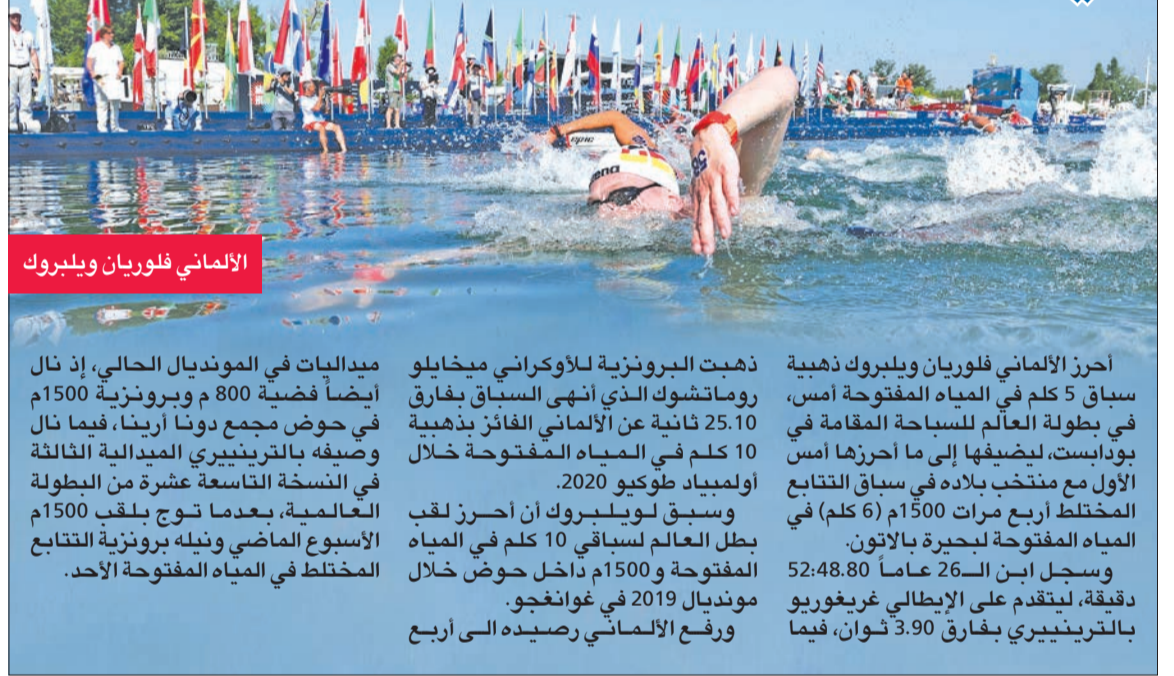 epic
arena
الألماني فلوريان ويلبروك
أحرز الألماني فلوريان ويلبروك ذهبية
سباق 5 كلم في المياه المفتوحة أمس،
في بطولة العالم للسباحة المقامة في
بودابست، ليضيفها إلى ما أحرزها أمس
الأول مع منتخب بلاده في سباق التتابع
المختلط أربع مرات 1500م (6 كلم) في
المياه المفتوحة لبحيرة بالاتون.
وسجل ابن الـ26 عاماً 52:48.80
دقيقة، ليتقدم على الإيطالي غريغوريو
بالترينييري بفارق 3.90 ثوان، فيما
ذهبت البرونزية للأوكراني ميخايلو
روماتشوك الذي أنهى السباق بفارق
25.10 ثانية عن الألماني الفائز بذهبية
10 كلم في المياه المفتوحة خلال
أولمبياد طوكيو 2020.
وسبق لويلبروك أن أحرز لقب
بطل العالم لسباقي 10 كلم في المياه
المفتوحة و1500م داخل حوض خلال
مونديال 2019 في غوانغجو.
ورفع الألماني رصيده الى أربع
ميداليات في المونديال الحالي، إذ نال
أيضاً فضية 800 م وبرونزية 1500م
في حوض مجمع دونا أرينا، فيما نال
وصيفه بالترينييري الميدالية الثالثة
في النسخة التاسعة عشرة من البطولة
العالمية، بعدما توج بلقب 1500م
الأسبوع الماضي ونيله برونزية التتابع
المختلط في المياه المفتوحة الأحد.